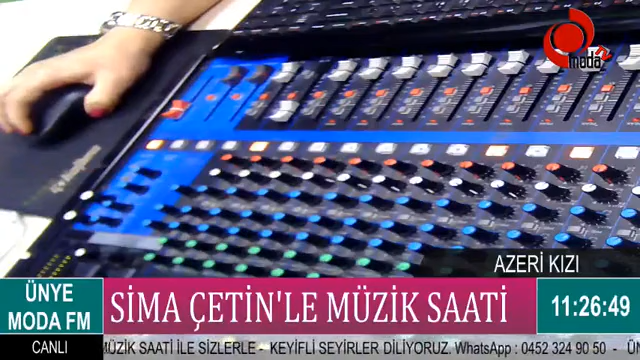 moda
AZERİ KIZI
ÜNYE
MODA FM
SİMA ÇETİN'LE MÜZİK SAATİ
11:26:49
CANLI
MÜZİK SAATİ İLE SİZLERLE - KEYİFLİ SEYİRLER DİLİYORUZ WhatsApp : 0452 324 90 50 - ÜN